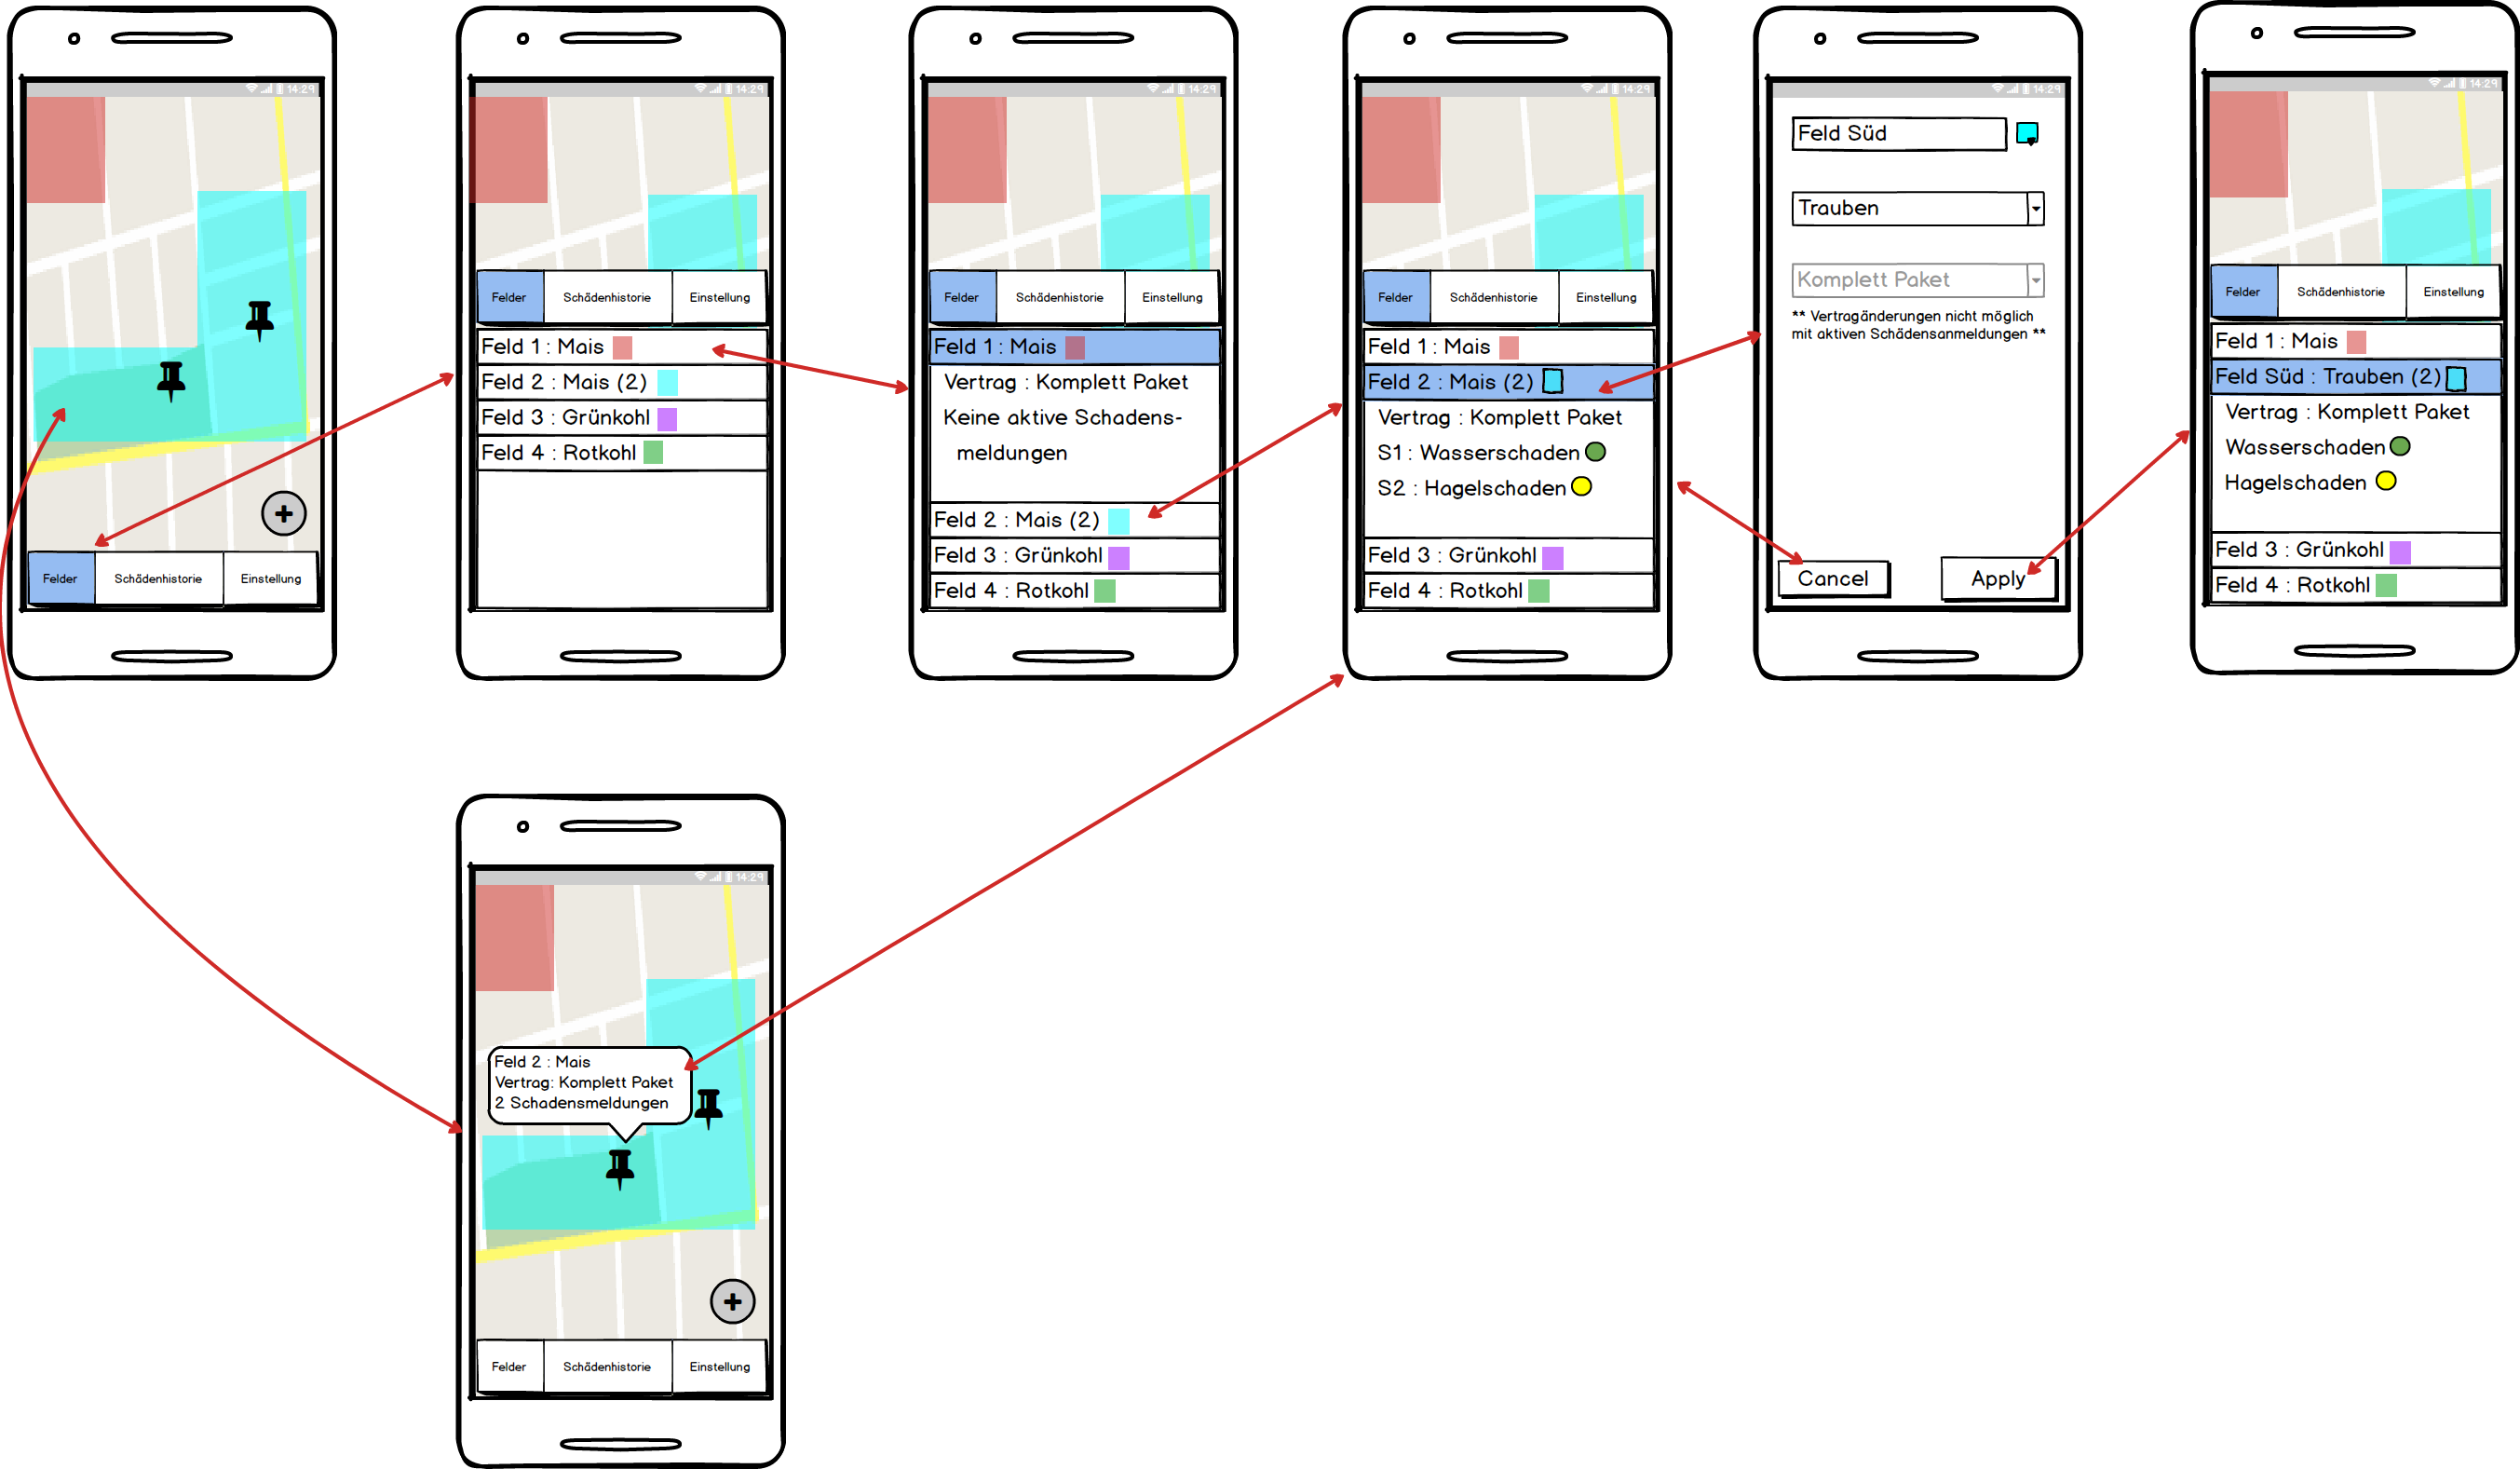 14:29
Felder Schädenhistorie Einstellung
14:29
Felder Schädenhistorie Einstellung
Feld 1 : Mais
Feld 2 : Mais (2)
Feld 3 : Grünkohl
Feld 4 : Rotkohl
14:29
Felder Schädenhistorie Einstellung
Feld 1 : Mais
Vertrag : Komplett Paket
Keine aktive Schadens-
meldungen
Feld 2 : Mais (2)
Feld 3 : Grünkohl
Feld 4 : Rotkohl
14:29
Felder Schädenhistorie Einstellung
Feld 1 : Mais
Feld 2 : Mais (2)
Vertrag : Komplett Paket
S1 : Wasserschaden
S2 : Hagelschaden
Feld 3 : Grünkohl
Feld 4 : Rotkohl
14:29
Feld Süd
Trauben
Komplett Paket
** Vertragänderungen nicht möglich
mit aktiven Schädensanmeldungen **
Cancel Apply
14:29
Felder Schädenhistorie Einstellung
Feld 1 : Mais
Feld Süd : Trauben (2)
Vertrag : Komplett Paket
Wasserschaden
Hagelschaden
Feld 3 : Grünkohl
Feld 4 : Rotkohl
14:29
Feld 2 : Mais
Vertrag: Komplett Paket
2 Schadensmeldungen
Felder Schädenhistorie Einstellung